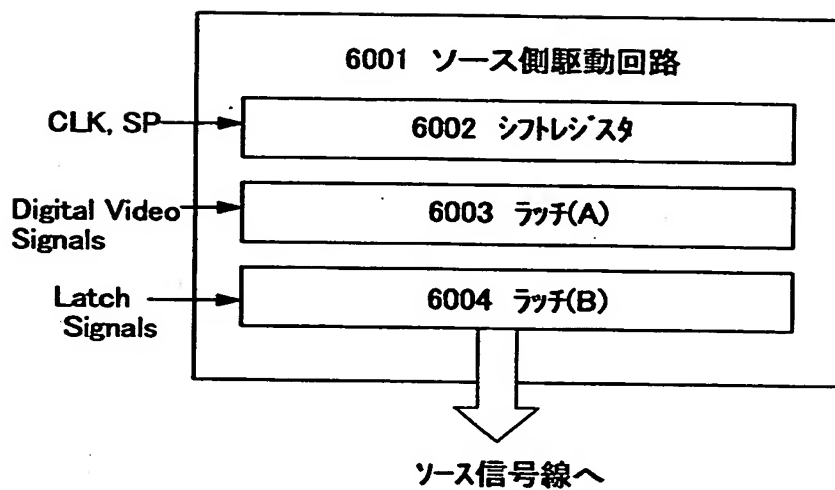 6001 ソース側駆動回路
CLK, SP
6002 シフトレジスタ
Digital Video
Signals
6003 ラッチ(A)
Latch
Signals
6004 ラッチ(B)
ソース信号線へ